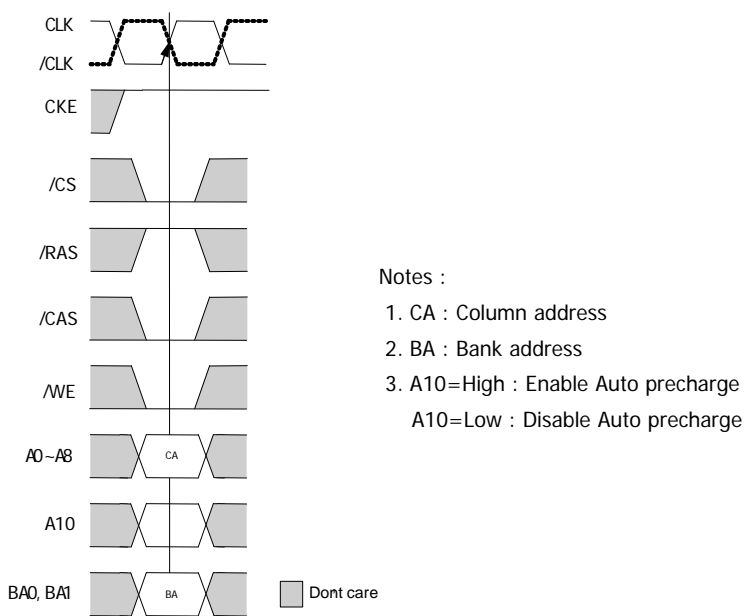 CLK
/CLK
CKE
/CS
/RAS
/CAS
/WE
A0~A8
CA
A10
BA0, BA1
BA
Dont care
Notes :
1. CA : Column address
2. BA : Bank address
3. A10=High : Enable Auto precharge
A10=Low : Disable Auto precharge